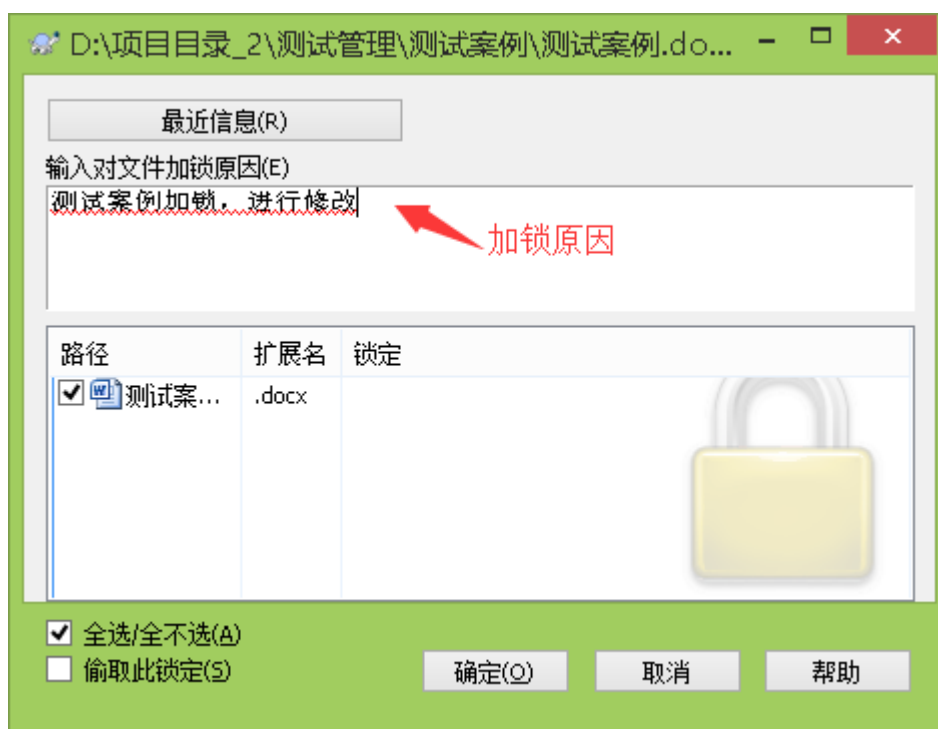 D:\项目目录_2\测试管理\测试案例\测试案例.do...
最近信息(R)
输入对文件加锁原因(E)
测试案例加锁，进行修改
加锁原因
路径 扩展名 锁定
测试案... .docx
全选/全不选(A)
偷取此锁定(S)
确定(O) 取消 帮助